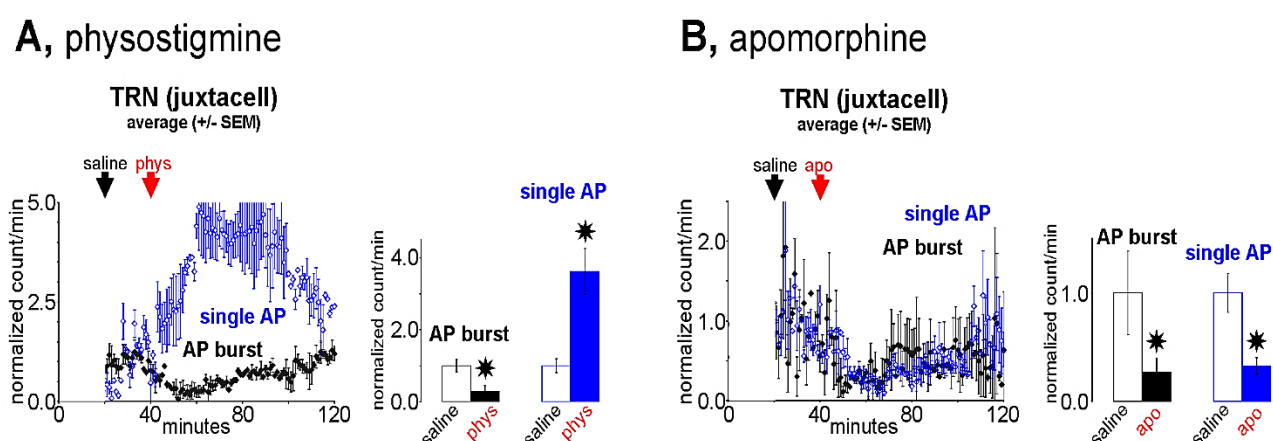 A, physostigmine
TRN (juxtacell)
average (+/- SEM)
saline phys
normalized count/min
5.0
2.5
0.0
single AP
AP burst
0 40 80 120
minutes
single AP
AP burst
normalized count/min
4.0
2.0
0.0
saline phys saline phys
B, apomorphine
TRN (juxtacell)
average (+/- SEM)
saline apo
normalized count/min
2.0
1.0
0.0
single AP
AP burst
0 40 80 120
minutes
AP burst
single AP
normalized count/min
1.0
0.0
saline apo saline apo